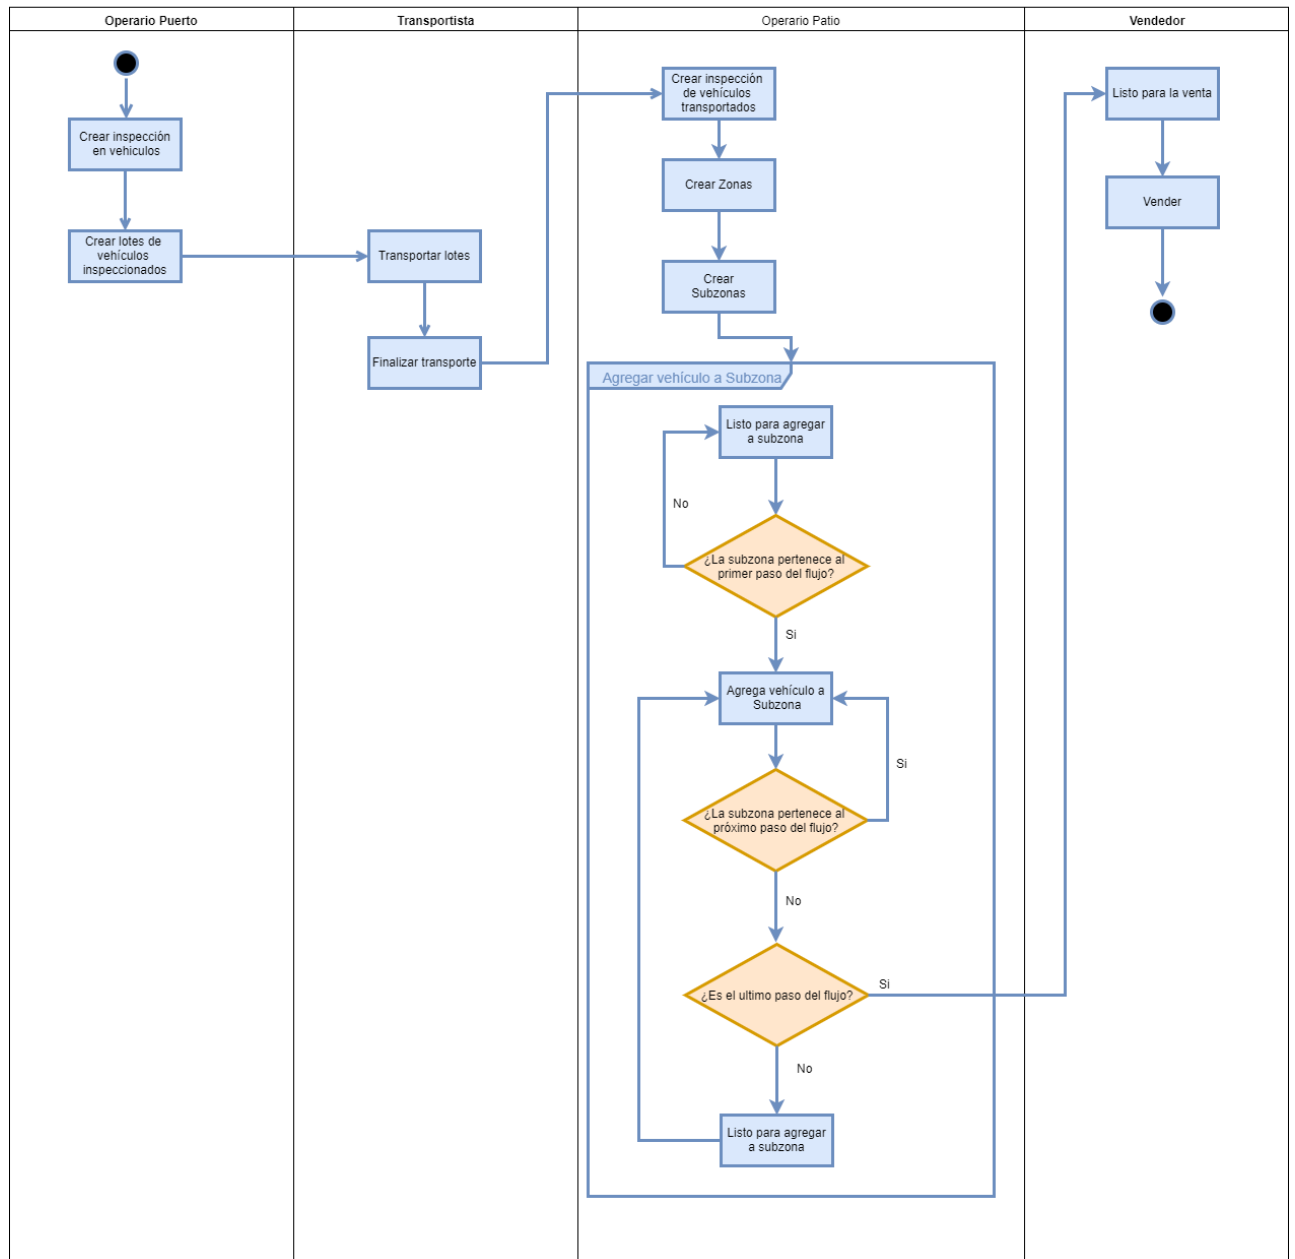 Operario Puerto
Transportista
Operario Patio
Vendedor
Crear inspección
en vehiculos
Crear lotes de
vehículos
inspeccionados
Transportar lotes
Finalizar transporte
Crear inspección
de vehículos
transportados
Crear Zonas
Crear
Subzonas
Agregar vehículo a Subzona
Listo para agregar
a subzona
No
¿La subzona pertenece al
primer paso del flujo?
Si
Agrega vehículo a
Subzona
Si
¿La subzona pertenece al
próximo paso del flujo?
No
¿Es el ultimo paso del flujo?
Si
No
Listo para agregar
a subzona
Listo para la venta
Vender